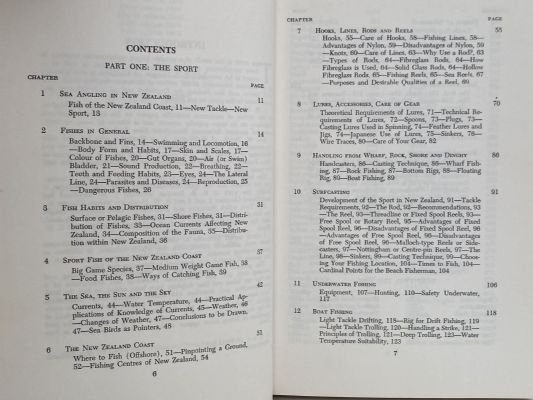 CONTENTS
PART ONE: THE SPORT
CHAPTER
PAGE
1 SEA ANGLING IN NEW ZEALAND 11
Fish of the New Zealand Coast, 11—New Tackle—New
Sport, 13
2 FISHES IN GENERAL 14
Backbone and Fins, 14—Swimming and Locomotion, 16
—Body Form and Habits, 17—Skin and Scales, 17—
Colour of Fishes, 20—Gut Organs, 20—Air (or Swim)
Bladder, 21—Sound Production, 22—Breathing, 22—
Teeth and Feeding Habits, 23—Eyes, 24—The Lateral
Line, 24—Parasites and Diseases, 24—Reproduction, 25
—Dangerous Fishes, 26
3 FISH HABITS AND DISTRIBUTION 31
Surface or Pelagic Fishes, 31—Shore Fishes, 31—Distri-
bution of Fishes, 33—Ocean Currents Affecting New
Zealand, 34—Composition of the Fauna, 35—Distribu-
tion within New Zealand, 36
4 SPORT FISH OF THE NEW ZEALAND COAST 37
Big Game Species, 37—Medium Weight Game Fish, 38
—Food Fishes, 38—Ways of Catching Fish, 39
5 THE SEA, THE SUN AND THE SKY 42
Currents, 44—Water Temperature, 44—Practical Ap-
plications of Knowledge of Currents, 45—Weather, 46
—Changes of Weather, 47—Conclusions to be Drawn,
47—Sea Birds as Pointers, 48
6 THE NEW ZEALAND COAST 51
Where to Fish (Offshore), 51—Pinpointing a Ground,
52—Fishing Centres of New Zealand, 54
6
CHAPTER
PAGE
7 HOOKS, LINES, RODS AND REELS 55
Hooks, 55—Care of Hooks, 58—Fishing Lines, 58—
Advantages of Nylon, 59—Disadvantages of Nylon, 59
—Knots, 60—Care of Lines, 63—Why Use a Rod?, 63
—Types of Rods, 64—Fibreglass Rods, 64—How
Fibreglass is Used, 64—Solid Glass Rods, 64—Hollow
Fibreglass Rods, 65—Fishing Reels, 65—Sea Reels, 67
—Purposes and Desirable Qualities of a Reel, 69
8 LURES, ACCESSORIES, CARE OF GEAR 70
Theoretical Requirements of Lures, 71—Technical Re-
quirements of Lures, 72—Spoons, 73—Plugs, 73—
Casting Lures Used in Spinning, 74—Feather Lures and
Jigs, 74—Japanese Use of Lures, 75—Sinkers, 78—
Wire Traces, 80—Care of Your Gear, 82
9 HANDLING FROM WHARF, ROCK, SHORE AND DINGHY 86
Handcasters, 86—Casting Technique, 86—Wharf Fish-
ing, 87—Rock Fishing, 87—Bottom Rigs, 88—Floating
Rig, 89—Boat Fishing, 89
10 SURFCASTING 91
Development of the Sport in New Zealand, 91—Tackle
Requirements, 92—The Rod, 92—Recommendations, 93
—The Reel, 93—Threadline or Fixed Spool Reels, 93—
Free Spool or Rotary Reel, 95—Advantages of Fixed
Spool Reel, 96—Disadvantages of Fixed Spool Reel, 96
—Advantages of Free Spool Reel, 96—Disadvantages
of Free Spool Reel, 96—Malloch-type Reels or Side-
casters, 97—Nottingham or Centre-pin Reels, 97—The
Line, 98—Sinkers, 99—Casting Technique, 99—Choos-
ing Your Fishing Location, 104—Times to Fish, 104—
Cardinal Points for the Beach Fisherman, 104
11 UNDERWATER FISHING 106
Equipment, 107—Hunting, 110—Safety Underwater,
117
12 BOAT FISHING 118
Light Tackle Drifting, 118—Rig for Drift Fishing, 119
—Light Tackle Trolling, 120—Handling a Strike, 121—
Principles of Trolling, 121—Deep Trolling, 123—Water
Temperature Suitability, 123
7